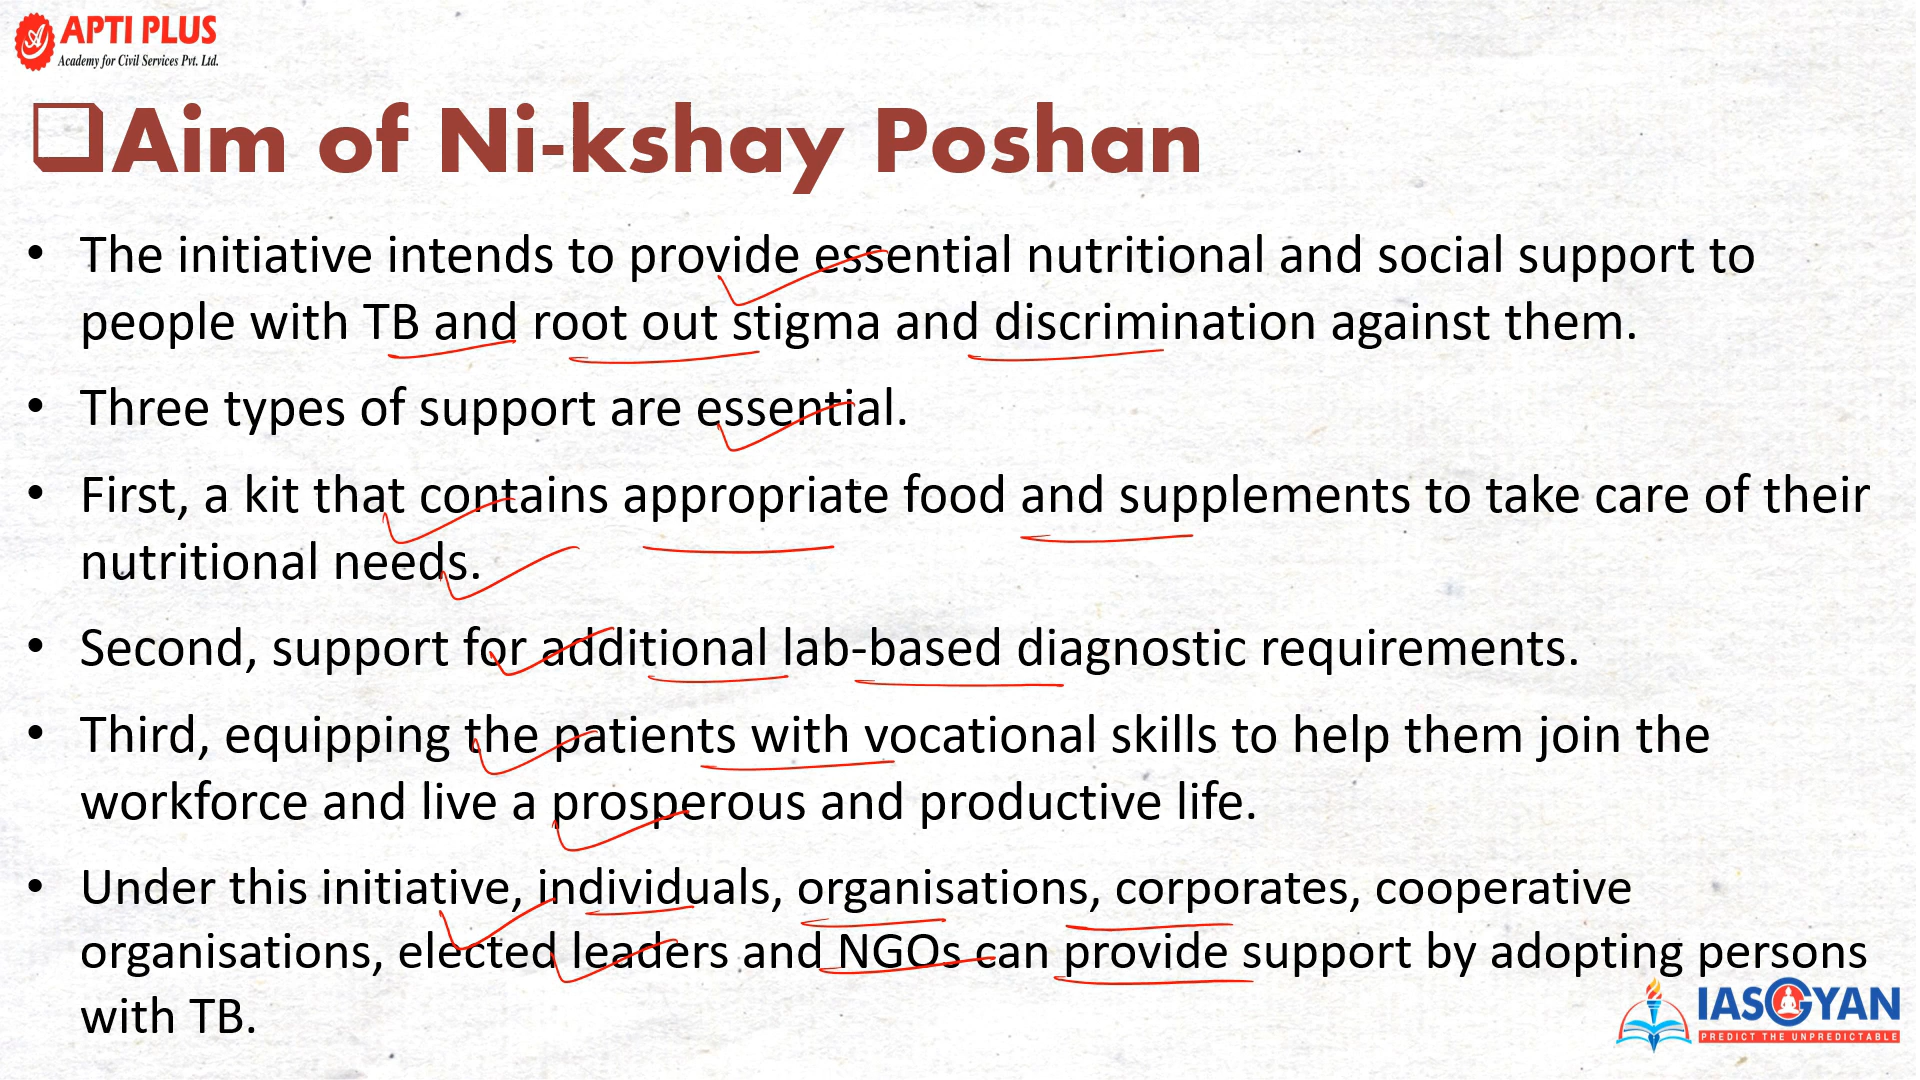 APTI PLUS
Academy for Civil Services Pvt. Ltd.
Aim of Ni-kshay Poshan
• The initiative intends to provide essential nutritional and social support to
people with TB and root out stigma and discrimination against them.
• Three types of support are essential.
• First, a kit that contains appropriate food and supplements to take care of their
nutritional needs.
• Second, support for additional lab-based diagnostic requirements.
• Third, equipping the patients with vocational skills to help them join the
workforce and live a prosperous and productive life.
• Under this initiative, individuals, organisations, corporates, cooperative
organisations, elected leaders and NGOs can provide support by adopting persons
with TB.
IASGYAN
PREDICT THE UNPREDICTABLE